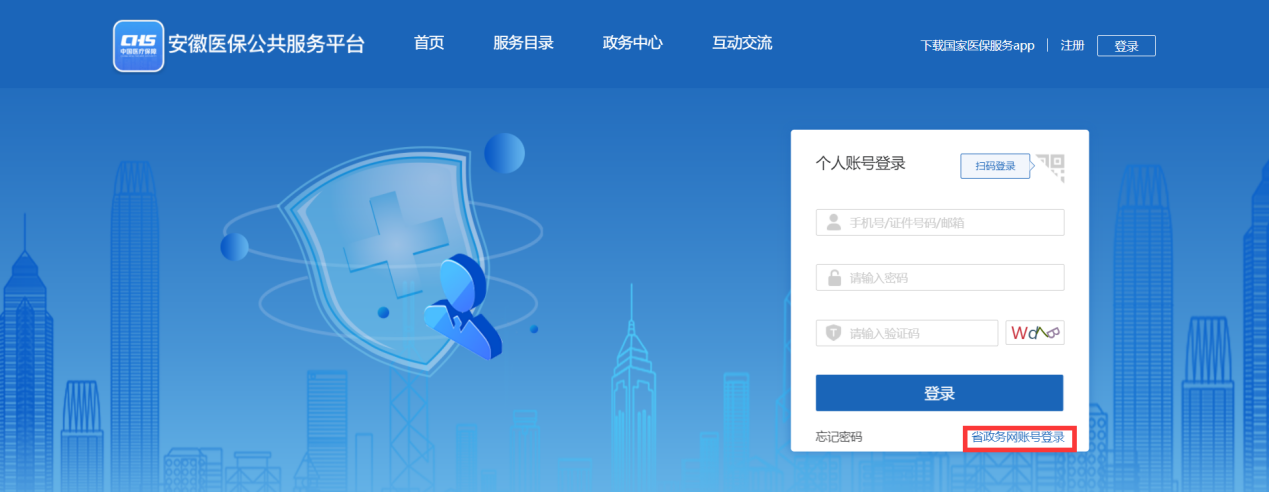 CHS
中国医疗保障
安徽医保公共服务平台
首页
服务目录
政务中心
互动交流
下载国家医保服务app
注册
登录
个人账号登录
扫码登录
手机号/证件号码/邮箱
请输入密码
请输入验证码
登录
忘记密码
省政务网账号登录